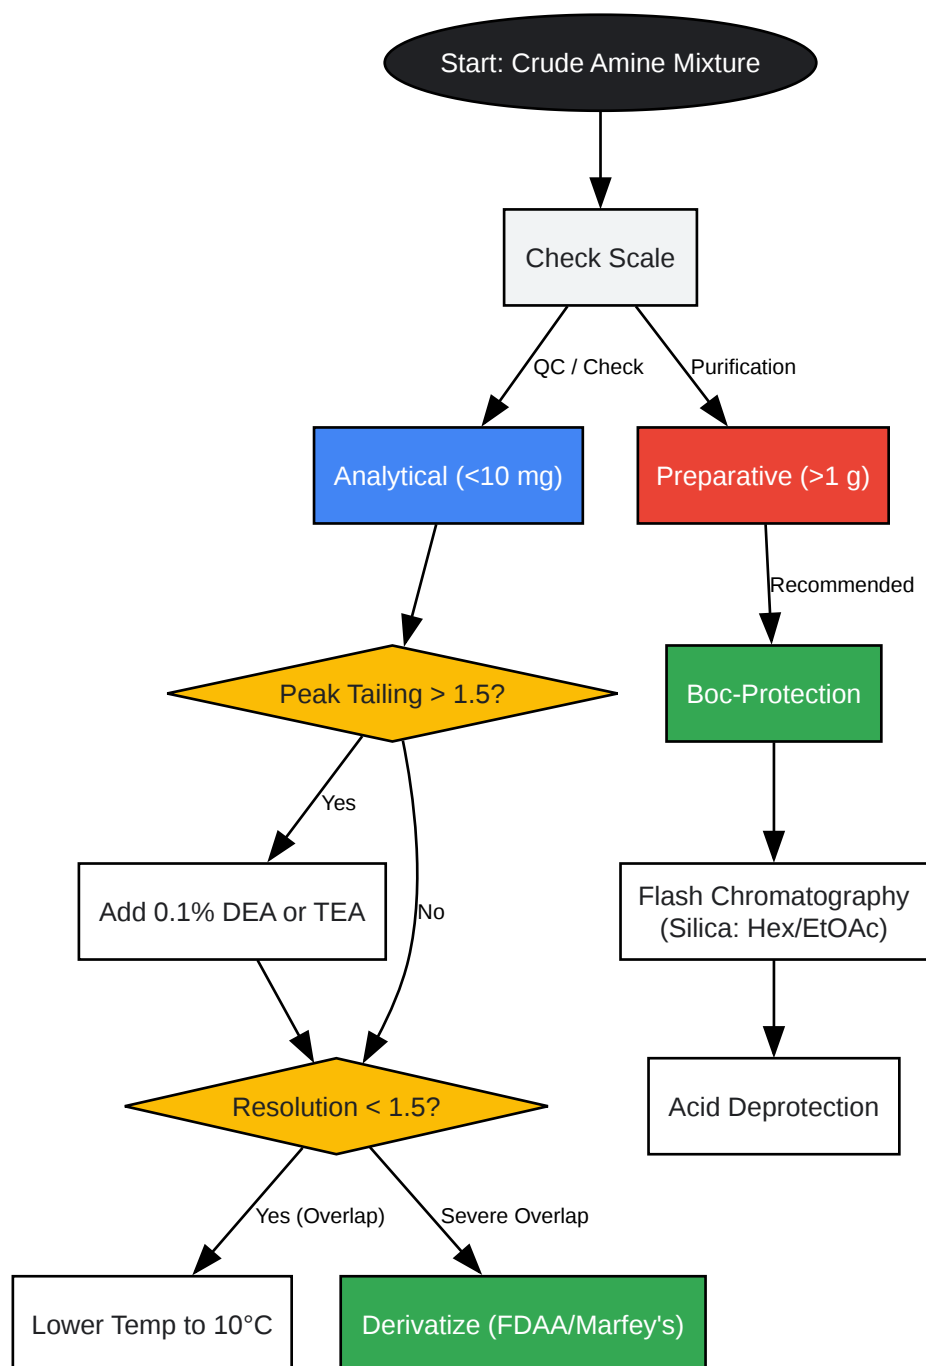 Start: Crude Amine Mixture
Check Scale
QC / Check
Purification
Analytical (<10 mg)
Preparative (>1 g)
Recommended
Peak Tailing > 1.5?
Boc-Protection
Yes
Add 0.1% DEA or TEA
No
Flash Chromatography
(Silica: Hex/EtOAc)
Resolution < 1.5?
Acid Deprotection
Yes (Overlap)
Severe Overlap
Lower Temp to 10°C
Derivatize (FDAA/Marfey's)